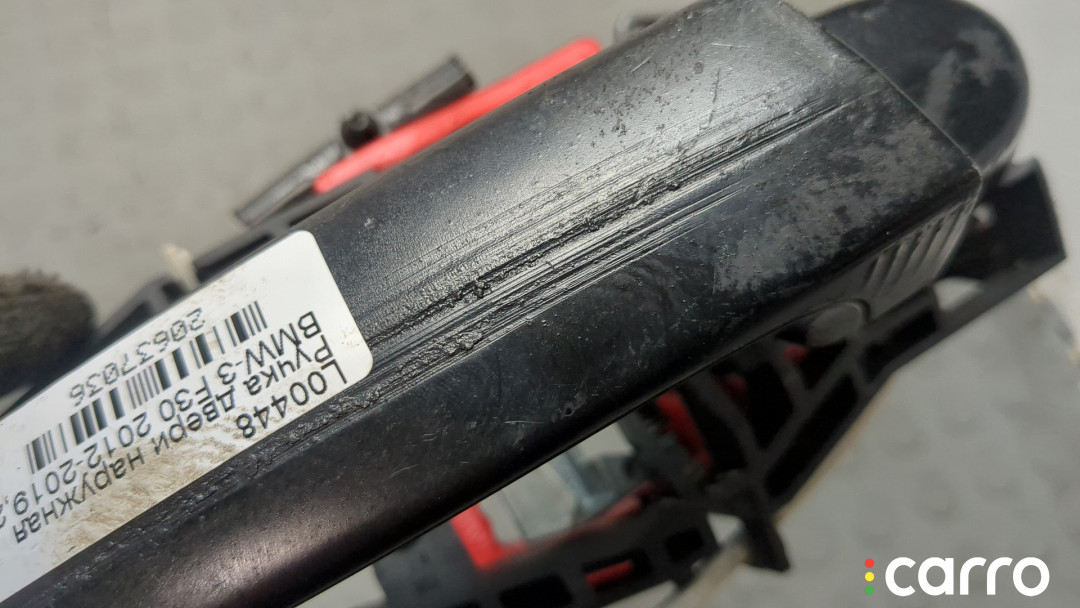 L00448
Ручка двери наружная
BMW-3 F30 2012-2019,
20637036
carro